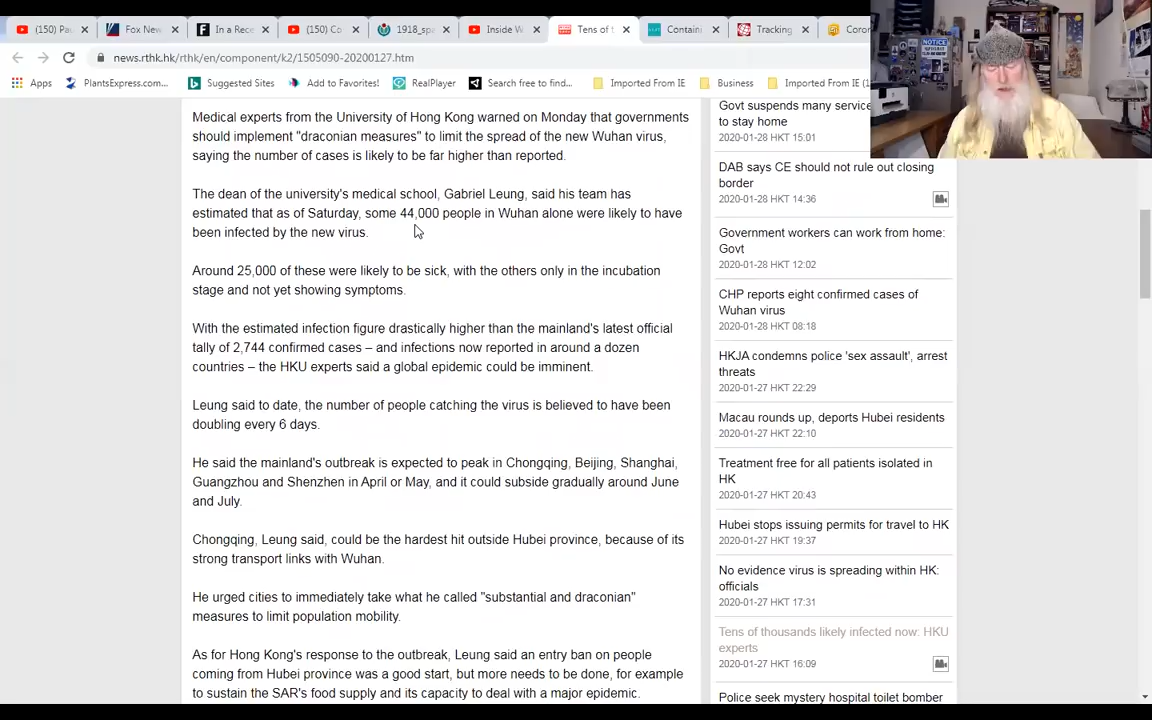 (150) Pa
Fox New
In a Rece
(150) Co
1918_spa
Inside W
Tens of t
Contain
Tracking
Coron
news.rthk.hk/rthk/en/component/k2/1505090-20200127.htm
Apps
PlantsExpress.com...
Suggested Sites
Add to Favorites!
RealPlayer
Search free to find...
Imported From IE
Business
Imported From IE (1
NOTICE
Medical experts from the University of Hong Kong warned on Monday that governments
should implement "draconian measures" to limit the spread of the new Wuhan virus,
saying the number of cases is likely to be far higher than reported.
The dean of the university's medical school, Gabriel Leung, said his team has
estimated that as of Saturday, some 44,000 people in Wuhan alone were likely to have
been infected by the new virus.
Around 25,000 of these were likely to be sick, with the others only in the incubation
stage and not yet showing symptoms.
With the estimated infection figure drastically higher than the mainland's latest official
tally of 2,744 confirmed cases – and infections now reported in around a dozen
countries – the HKU experts said a global epidemic could be imminent.
Leung said to date, the number of people catching the virus is believed to have been
doubling every 6 days.
He said the mainland's outbreak is expected to peak in Chongqing, Beijing, Shanghai,
Guangzhou and Shenzhen in April or May, and it could subside gradually around June
and July.
Chongqing, Leung said, could be the hardest hit outside Hubei province, because of its
strong transport links with Wuhan.
He urged cities to immediately take what he called "substantial and draconian"
measures to limit population mobility.
As for Hong Kong's response to the outbreak, Leung said an entry ban on people
coming from Hubei province was a good start, but more needs to be done, for example
to sustain the SAR's food supply and its capacity to deal with a major epidemic.
Govt suspends many service
to stay home
2020-01-28 HKT 15:01
DAB says CE should not rule out closing
border
2020-01-28 HKT 14:36
Government workers can work from home:
Govt
2020-01-28 HKT 12:02
CHP reports eight confirmed cases of
Wuhan virus
2020-01-28 HKT 08:18
HKJA condemns police 'sex assault', arrest
threats
2020-01-27 HKT 22:29
Macau rounds up, deports Hubei residents
2020-01-27 HKT 22:10
Treatment free for all patients isolated in
HK
2020-01-27 HKT 20:43
Hubei stops issuing permits for travel to HK
2020-01-27 HKT 19:37
No evidence virus is spreading within HK:
officials
2020-01-27 HKT 17:31
Tens of thousands likely infected now: HKU
experts
2020-01-27 HKT 16:09
Police seek mystery hospital toilet bomber